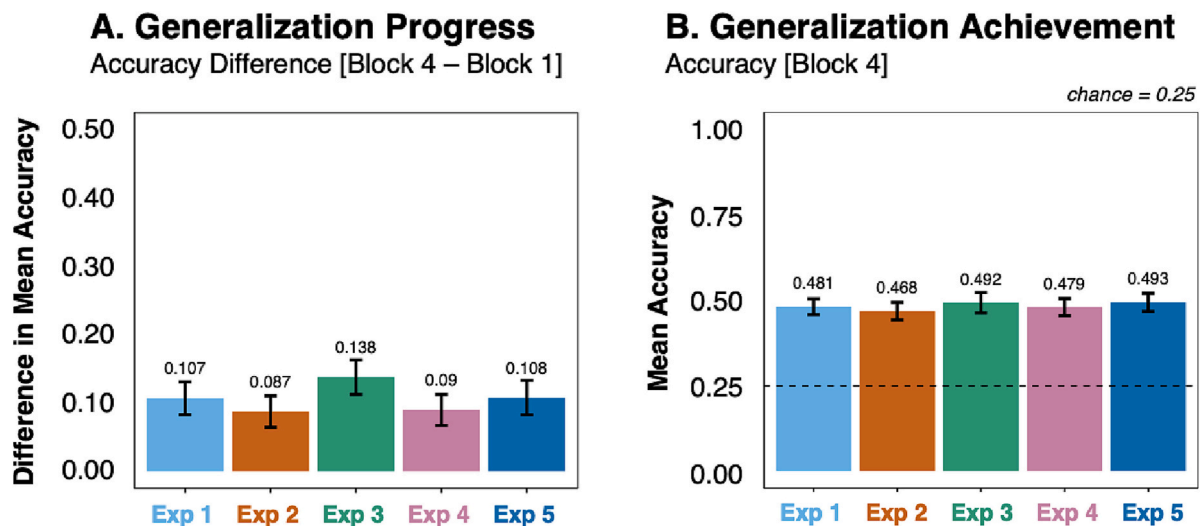 A. Generalization Progress
Accuracy Difference [Block 4 – Block 1]
Difference in Mean Accuracy
0.50
0.40
0.30
0.20
0.10
0.00
0.107
0.087
0.138
0.09
0.108
Exp 1
Exp 2
Exp 3
Exp 4
Exp 5
B. Generalization Achievement
Accuracy [Block 4]
chance = 0.25
Mean Accuracy
1.00
0.75
0.50
0.25
0.00
0.481
0.468
0.492
0.479
0.493
Exp 1
Exp 2
Exp 3
Exp 4
Exp 5